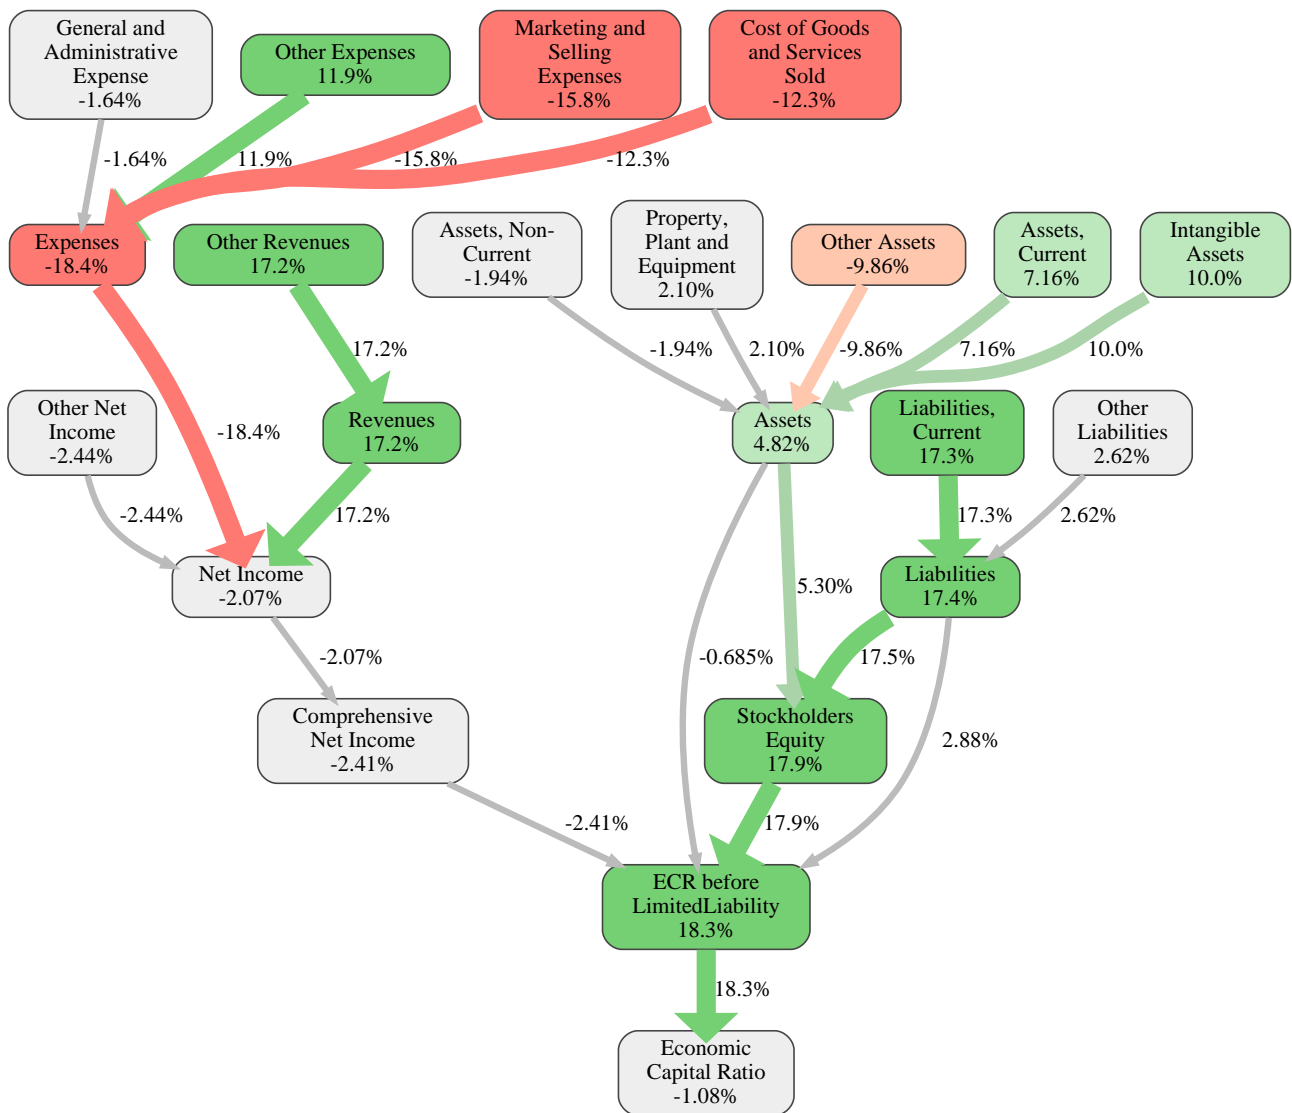 General and
Administrative
Expense
-1.64%
Other Expenses
11.9%
Marketing and
Selling
Expenses
-15.8%
Cost of Goods
and Services
Sold
-12.3%
-1.64%
11.9%
-15.8%
-12.3%
Expenses
-18.4%
Other Revenues
17.2%
Assets, Non-
Current
-1.94%
Property,
Plant and
Equipment
2.10%
Other Assets
-9.86%
Assets,
Current
7.16%
Intangible
Assets
10.0%
17.2%
-1.94%
2.10%
-9.86%
7.16%
10.0%
Other Net
Income
-2.44%
-18.4%
Revenues
17.2%
Assets
4.82%
Liabilities,
Current
17.3%
Other
Liabilities
2.62%
-2.44%
17.2%
17.3%
2.62%
Net Income
-2.07%
5.30%
Liabilities
17.4%
-2.07%
-0.685%
17.5%
Comprehensive
Net Income
-2.41%
Stockholders
Equity
17.9%
2.88%
-2.41%
17.9%
ECR before
LimitedLiability
18.3%
18.3%
Economic
Capital Ratio
-1.08%